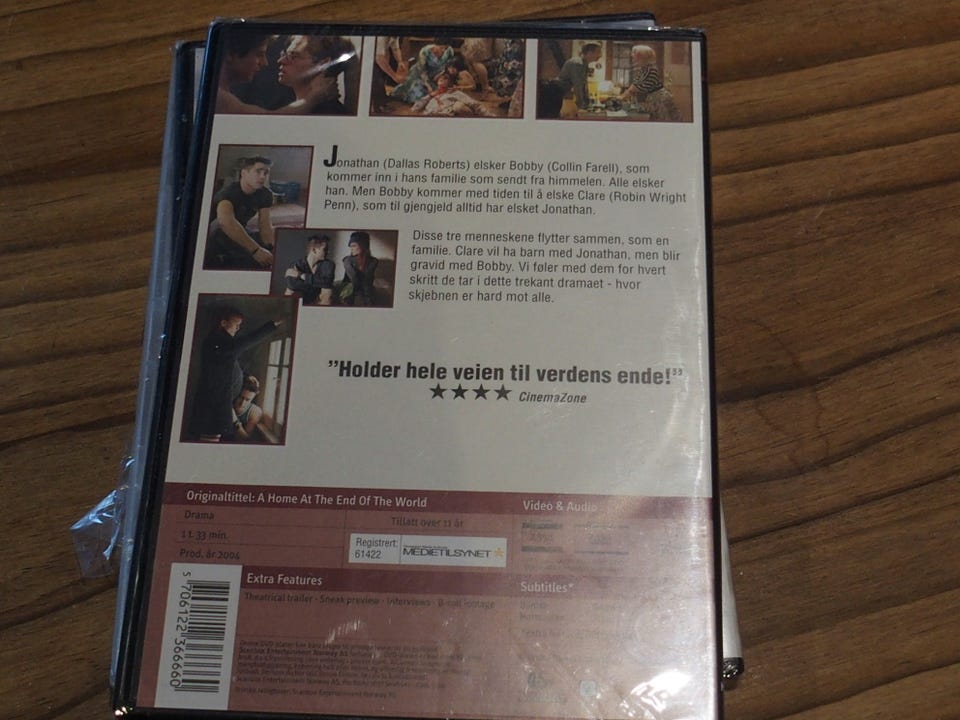 Jonathan (Dallas Roberts) elsker Bobby (Collin Farell), som
kommer inn i hans familie som sendt fra himmelen. Alle elsker
han. Men Bobby kommer med tiden til å elske Clare (Robin Wright
Penn), som til gjengjeld alltid har elsket Jonathan.
Disse tre menneskene flytter sammen, som en
familie. Clare vil ha barn med Jonathan, men blir
gravid med Bobby. Vi føler med dem for hvert
skritt de tar i dette trekant dramaet - hvor
skjebnen er hard mot alle.
"Holder hele veien til verdens ende!"
★★★★ CinemaZone
Originaltittel: A Home At The End Of The World
Video & Audio
Drama
Tillatt over 11 år
1 t. 33 min.
Registrert:
61422
MEDIETILSYNET
Prod. år 2004
Extra Features
Subtitles*
Theatrical trailer · Sneak preview · Interviews · B-roll footage
5 706122 366660